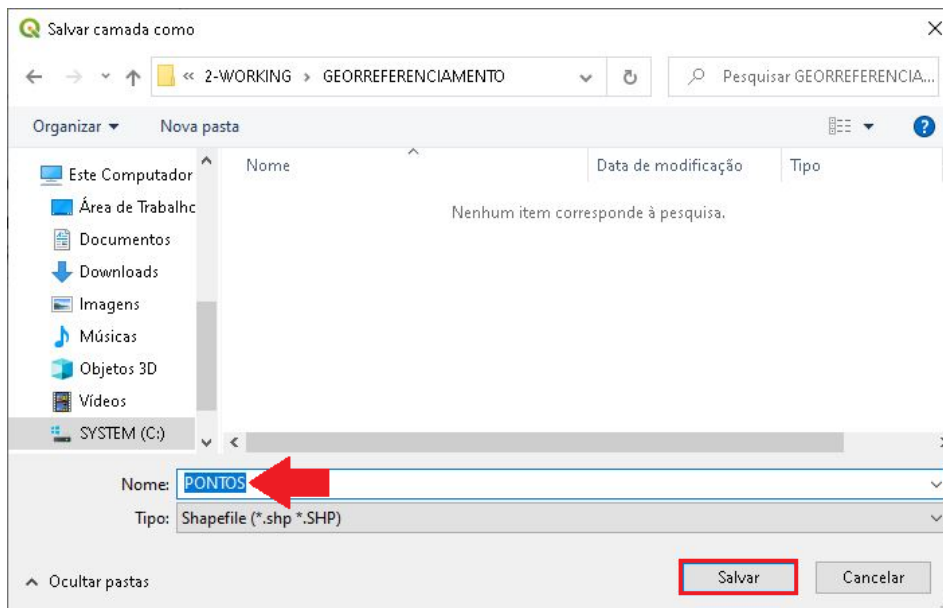 Salvar camada como
« 2-WORKING › GEORREFERENCIAMENTO
Pesquisar GEORREFERENCIA...
Organizar
Nova pasta
?
Nome
Data de modificação
Tipo
Nenhum item corresponde à pesquisa.
Este Computador
Área de Trabalhc
Documentos
Downloads
Imagens
Músicas
Objetos 3D
Vídeos
SYSTEM (C:)
Nome: PONTOS
Tipo: Shapefile (*.shp *.SHP)
Ocultar pastas
Salvar
Cancelar